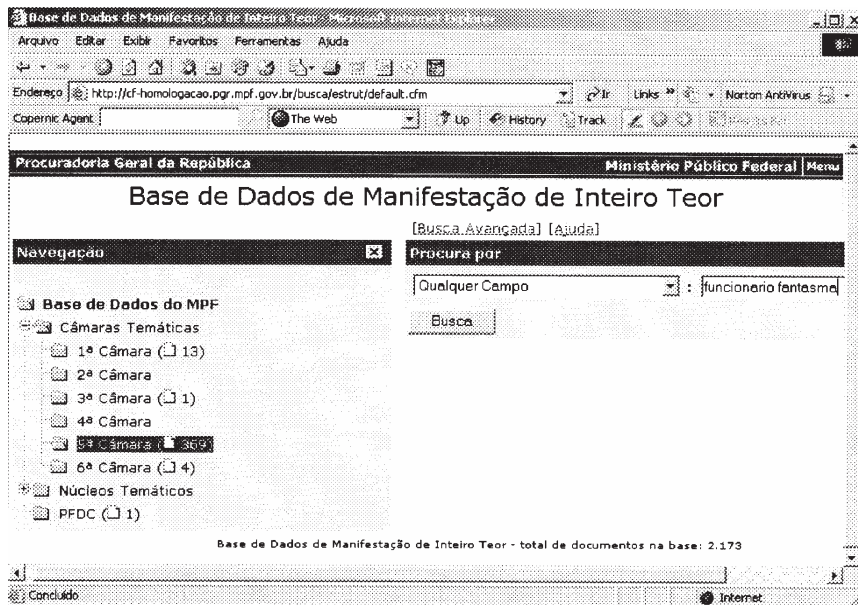 Base de Dados de Manifestação de Inteiro Teor - Microsoft Internet Explorer
Arquivo Editar Exibir Favoritos Ferramentas Ajuda
Endereço http://cf-homologacao.pgr.mpf.gov.br/busca/estrut/default.cfm Ir Links » Norton AntiVirus
Copernic Agent The Web Up History Track
Procuradoria Geral da República Ministério Público Federal Menu
Base de Dados de Manifestação de Inteiro Teor
[Busca Avançada] [Ajuda]
Navegação Procura por
Qualquer Campo : funcionario fantasma
Busca
Base de Dados do MPF
Câmaras Temáticas
1ª Câmara (13)
2ª Câmara
3ª Câmara (1)
4ª Câmara
5ª Câmara (369)
6ª Câmara (4)
Núcleos Temáticos
PFDC (1)
Base de Dados de Manifestação de Inteiro Teor - total de documentos na base: 2.173
Concluído Internet